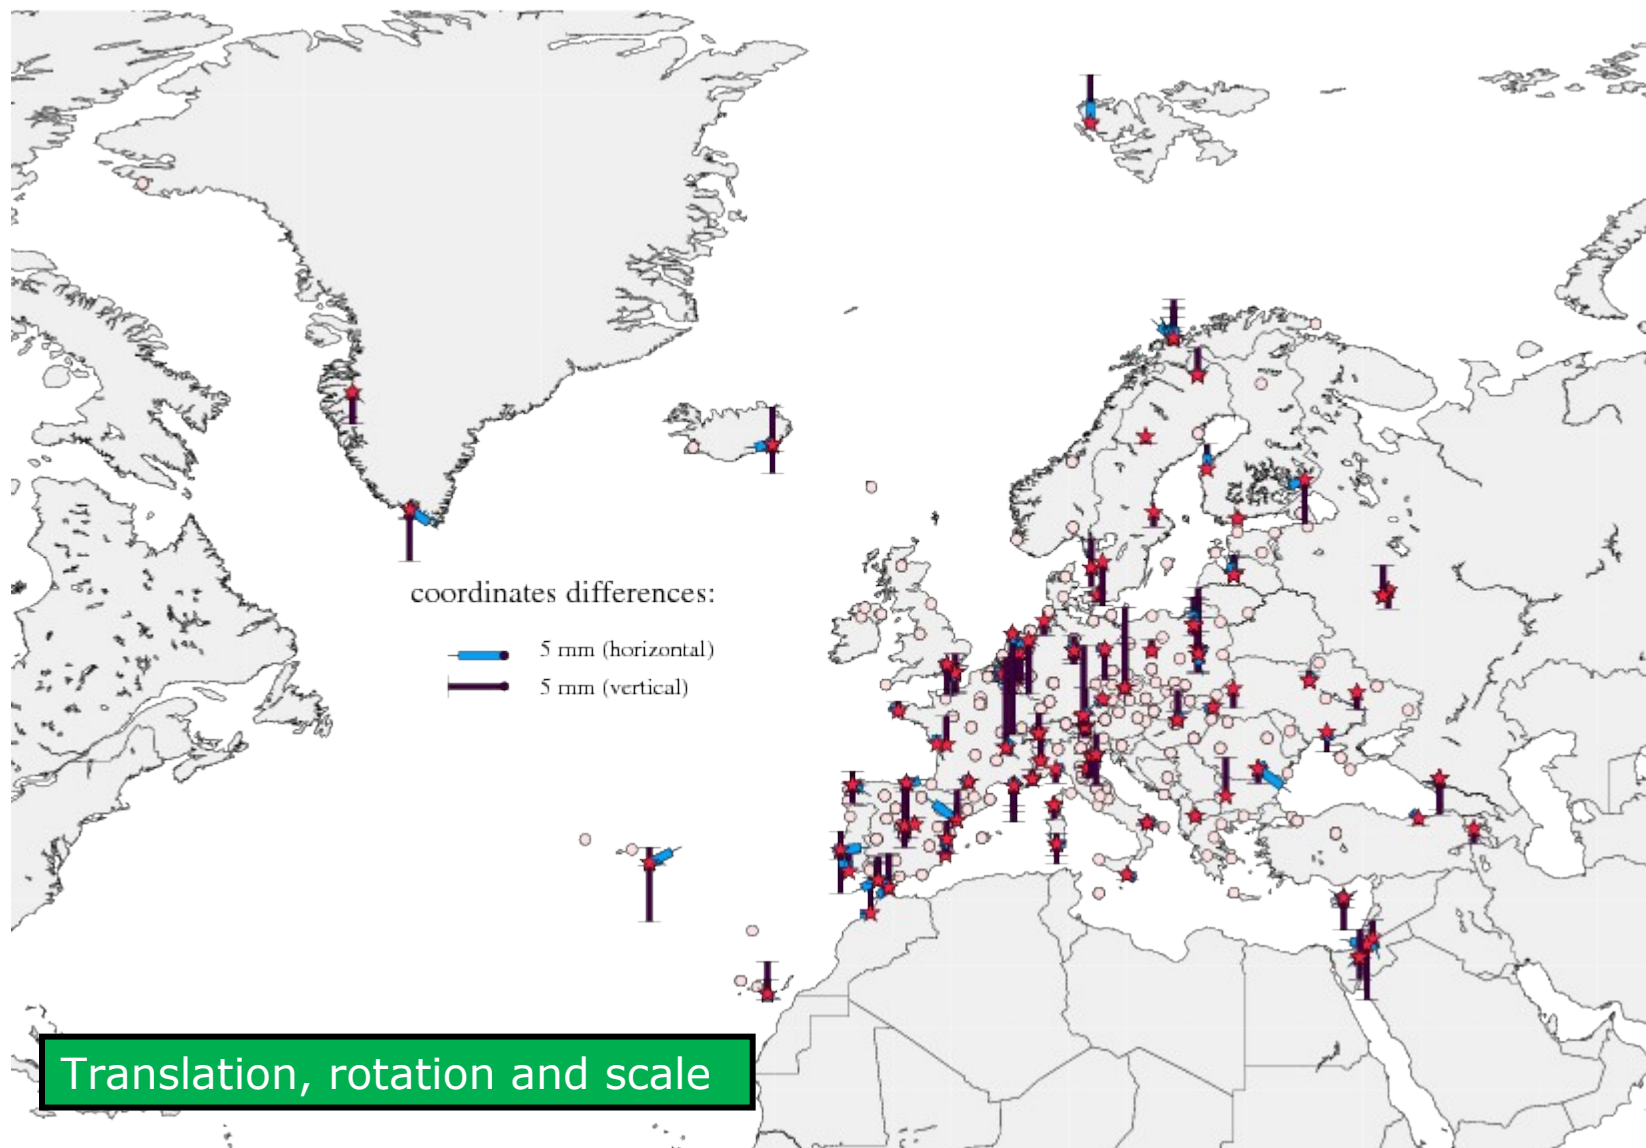 coordinates differences:
5 mm (horizontal)
5 mm (vertical)
Translation, rotation and scale